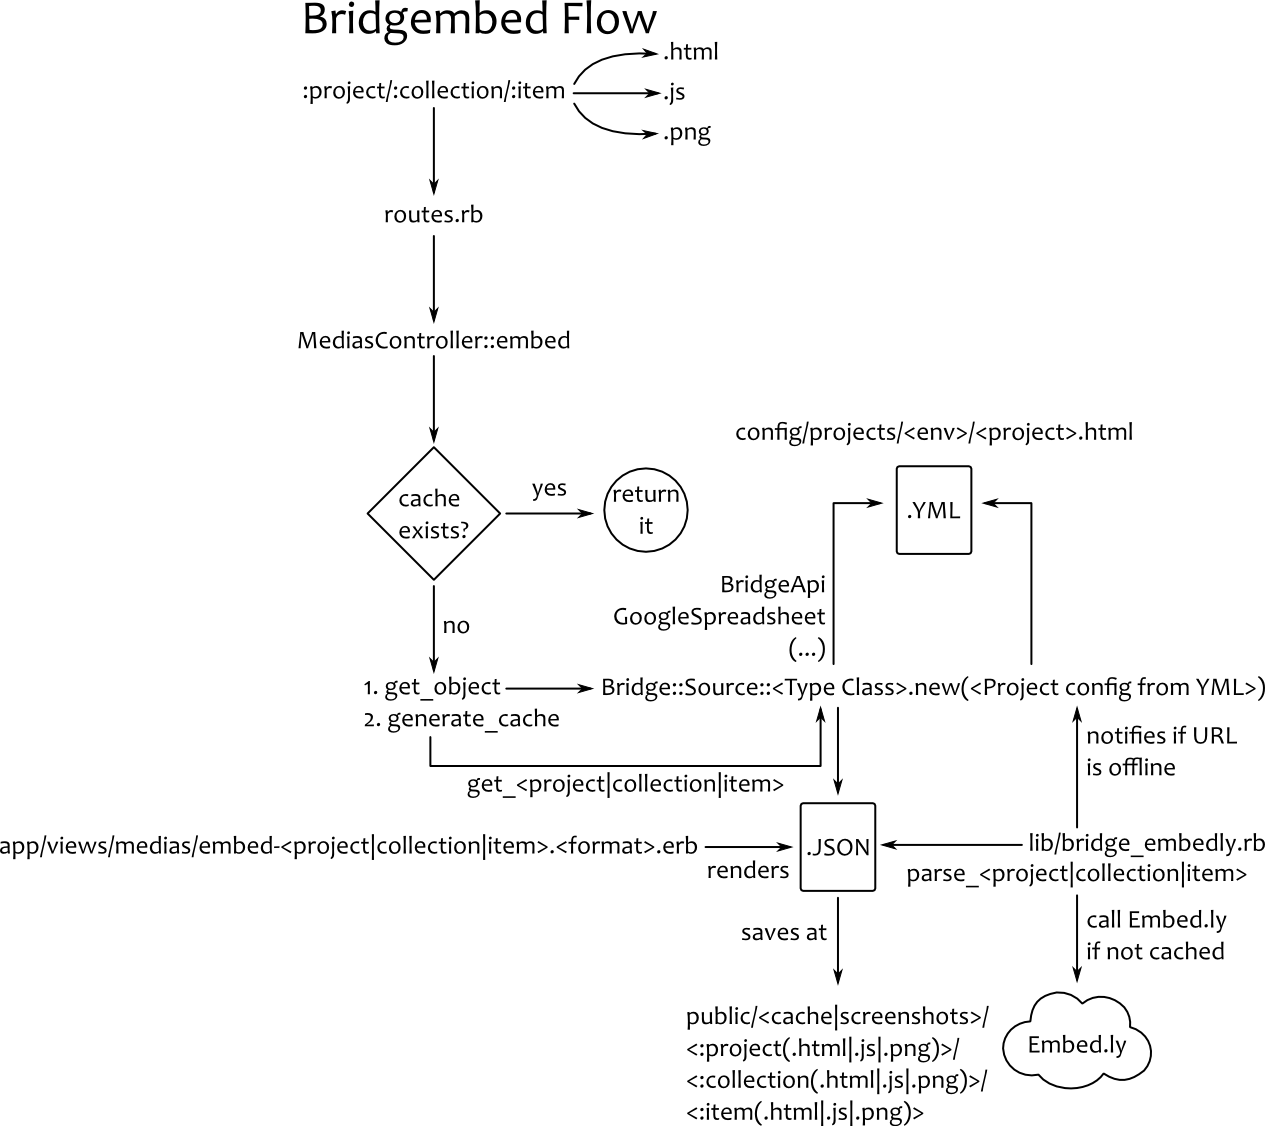 Bridgembed Flow
.html
:project/:collection/:item
.js
.png
routes.rb
MediasController::embed
config/projects/<env>/<project>.html
cache
exists?
yes
return
it
.YML
BridgeApi
GoogleSpreadsheet
(...)
no
1. get_object
2. generate_cache
Bridge::Source::<Type Class>.new(<Project config from YML>)
notifies if URL
is offline
get_<project|collection|item>
app/views/medias/embed-<project|collection|item>.<format>.erb
renders
.JSON
lib/bridge_embedly.rb
parse_<project|collection|item>
saves at
call Embed.ly
if not cached
public/<cache|screenshots>/
<:project(.html|.js|.png)>/
<:collection(.html|.js|.png)>/
<:item(.html|.js|.png)>
Embed.ly